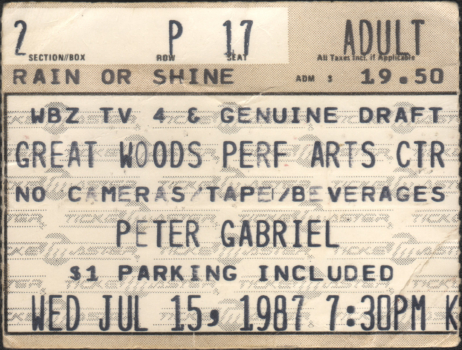 2 P 17 ADULT
SECTION/BOX ROW SEAT All Taxes Incl. if Applicable
RAIN OR SHINE ADM $ 19.50
WBZ TV 4 & GENUINE DRAFT
GREAT WOODS PERF ARTS CTR
NO CAMERAS/TAPED/BEVERAGES
PETER GABRIEL
$1 PARKING INCLUDED
WED JUL 15, 1987 7:30PM K